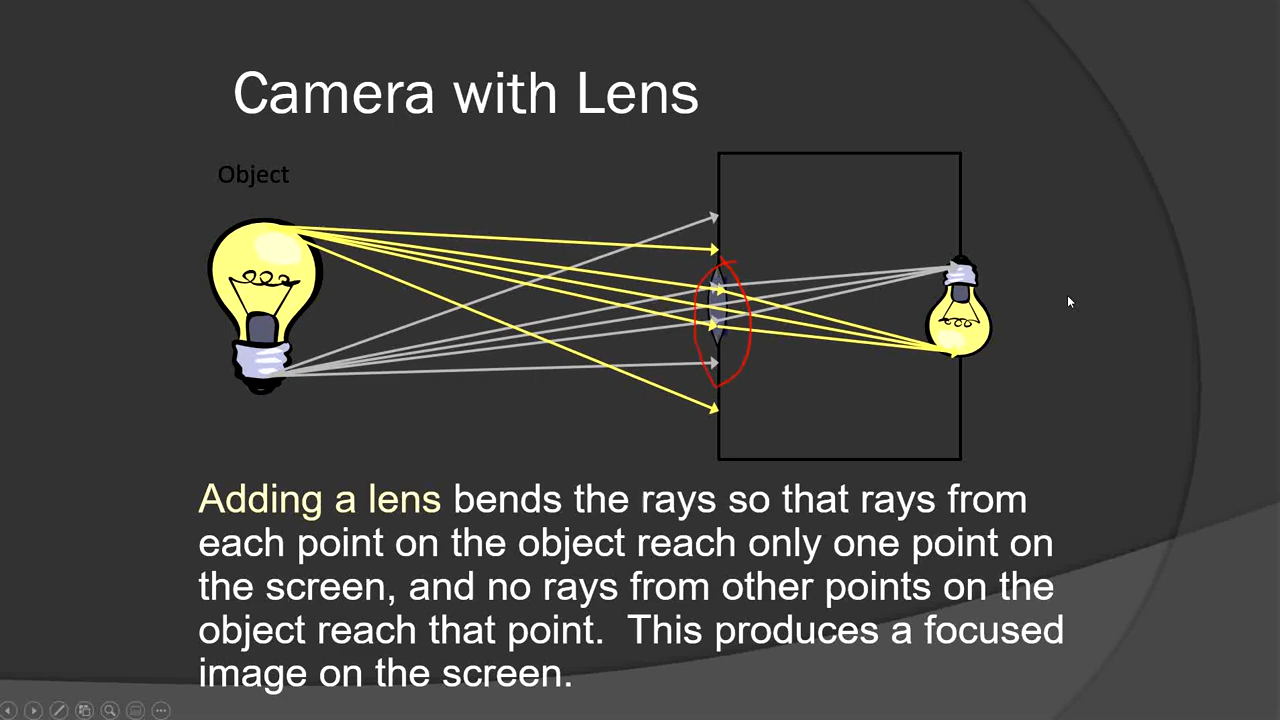 Camera with Lens
Object
Adding a lens bends the rays so that rays from
each point on the object reach only one point on
the screen, and no rays from other points on the
object reach that point.  This produces a focused
image on the screen.